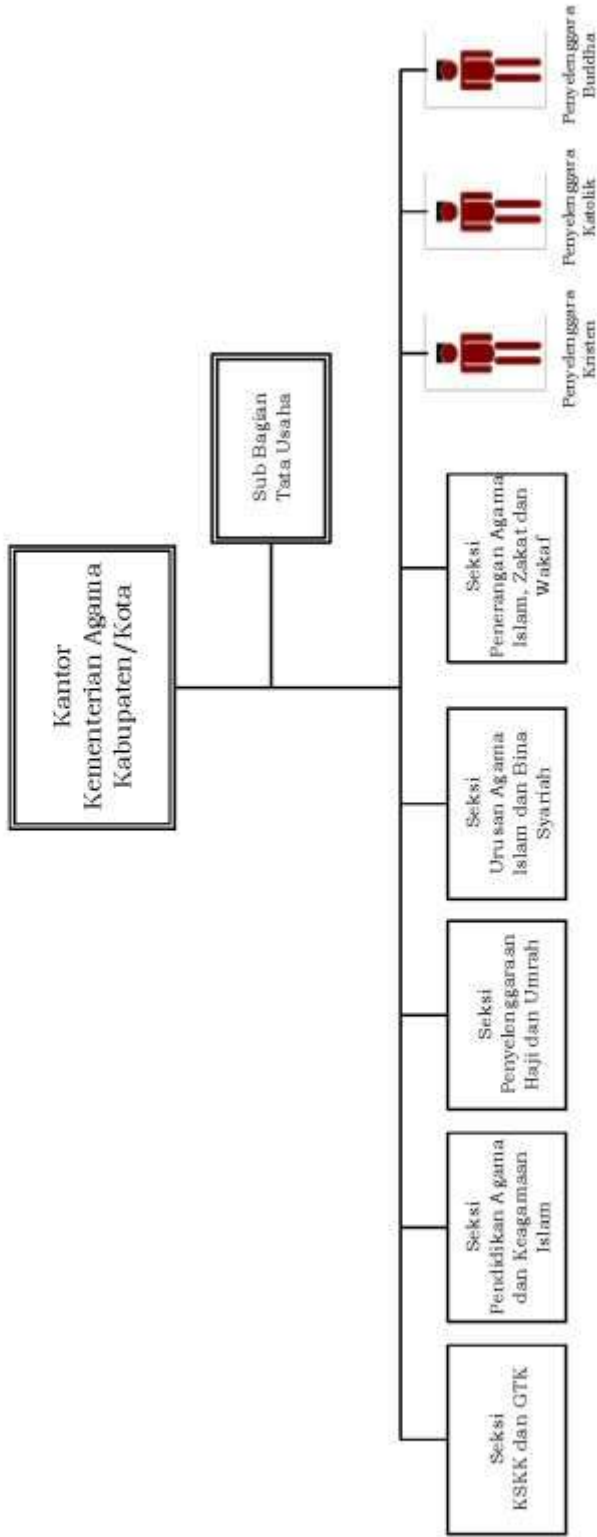 Kantor
Kementerian Agama
Kabupaten/Kota
Sub Bagian
Tata Usaha
Seksi
KSKK dan GTK
Seksi
Pendidikan Agama
dan Keagamaan
Islam
Seksi
Penyelenggaraan
Haji dan Umrah
Seksi
Urusan Agama
Islam dan Bina
Syariah
Seksi
Penerangan Agama
Islam, Zakat dan
Wakaf
Penyelenggara
Kristen
Penyelenggara
Katolik
Penyelenggara
Buddha